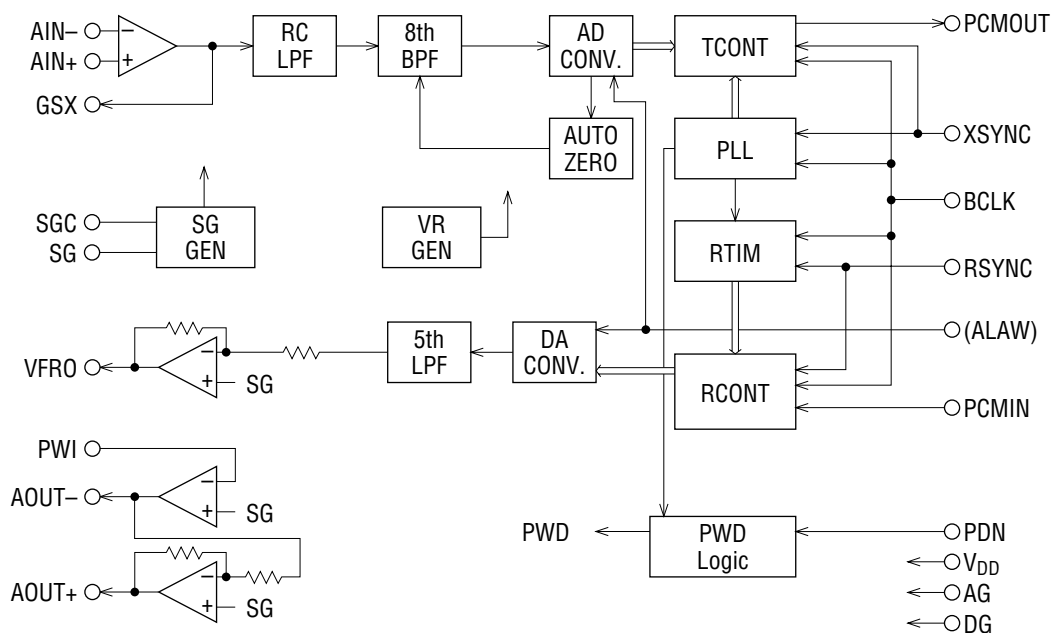 AIN–
AIN+
GSX
–
+
RC
LPF
8th
BPF
AD
CONV.
TCONT
PCMOUT
AUTO
ZERO
PLL
XSYNC
BCLK
SGC
SG
SG
GEN
VR
GEN
RTIM
RSYNC
(ALAW)
VFRO
–
+
SG
5th
LPF
DA
CONV.
RCONT
PCMIN
PWI
AOUT–
–
+
SG
AOUT+
–
+
SG
PWD
PWD
Logic
PDN
VDD
AG
DG